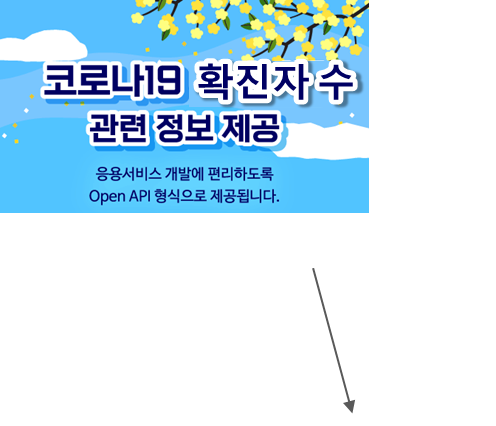 코로나19 확진자 수
관련 정보 제공
응용서비스 개발에 편리하도록
Open API 형식으로 제공됩니다.